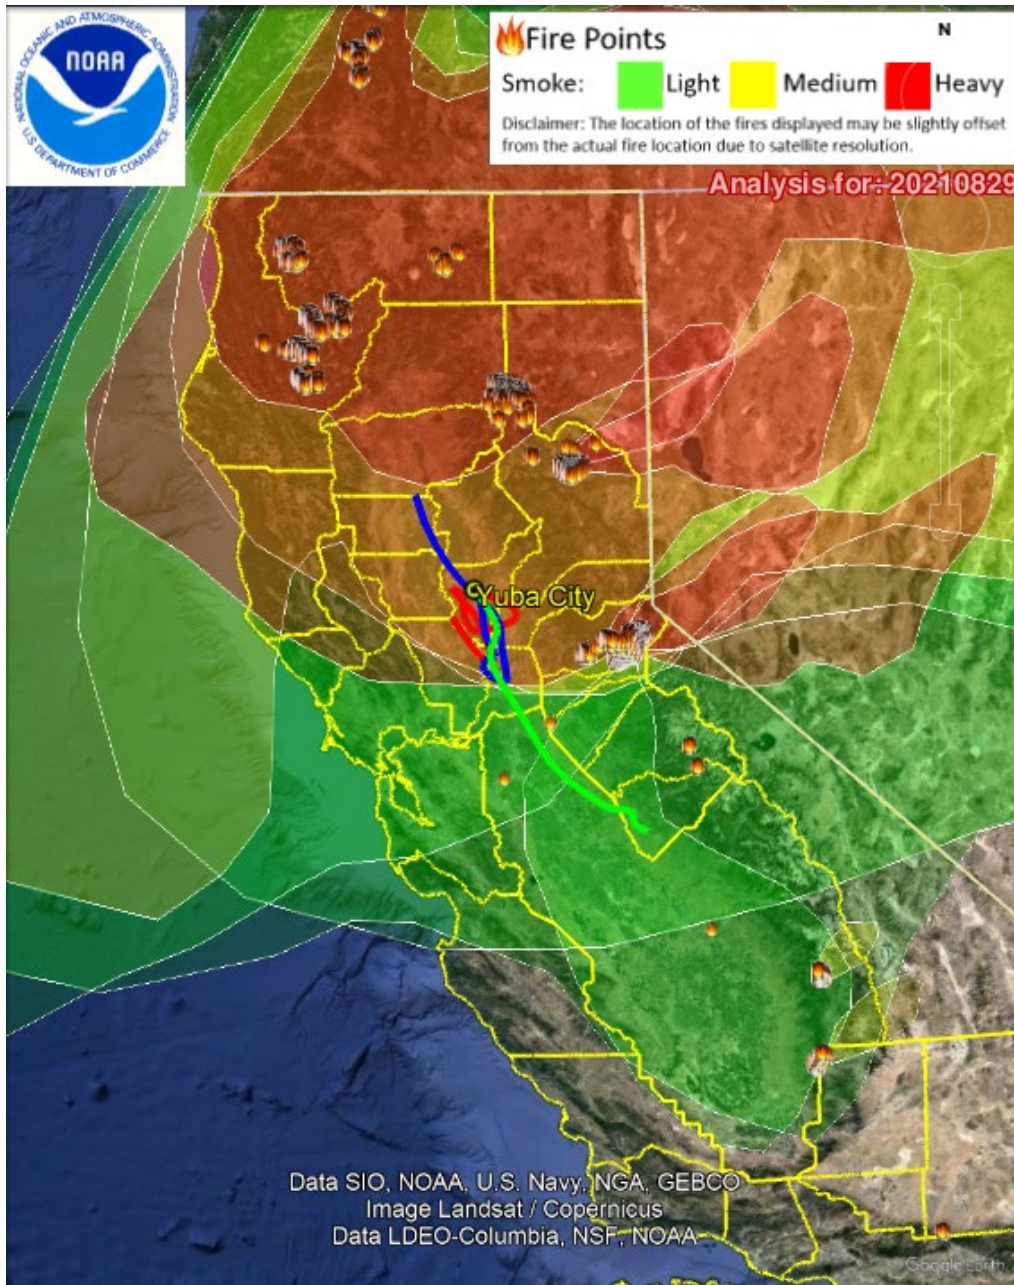 NATIONAL OCEANIC AND ATMOSPHERIC ADMINISTRATION
NOAA
U.S. DEPARTMENT OF COMMERCE
Fire Points
N
Smoke: Light Medium Heavy
Disclaimer: The location of the fires displayed may be slightly offset
from the actual fire location due to satellite resolution.
Analysis for: 20210829
Yuba City
Data SIO, NOAA, U.S. Navy, NGA, GEBCO
Image Landsat / Copernicus
Data LDEO-Columbia, NSF, NOAA
Google Earth